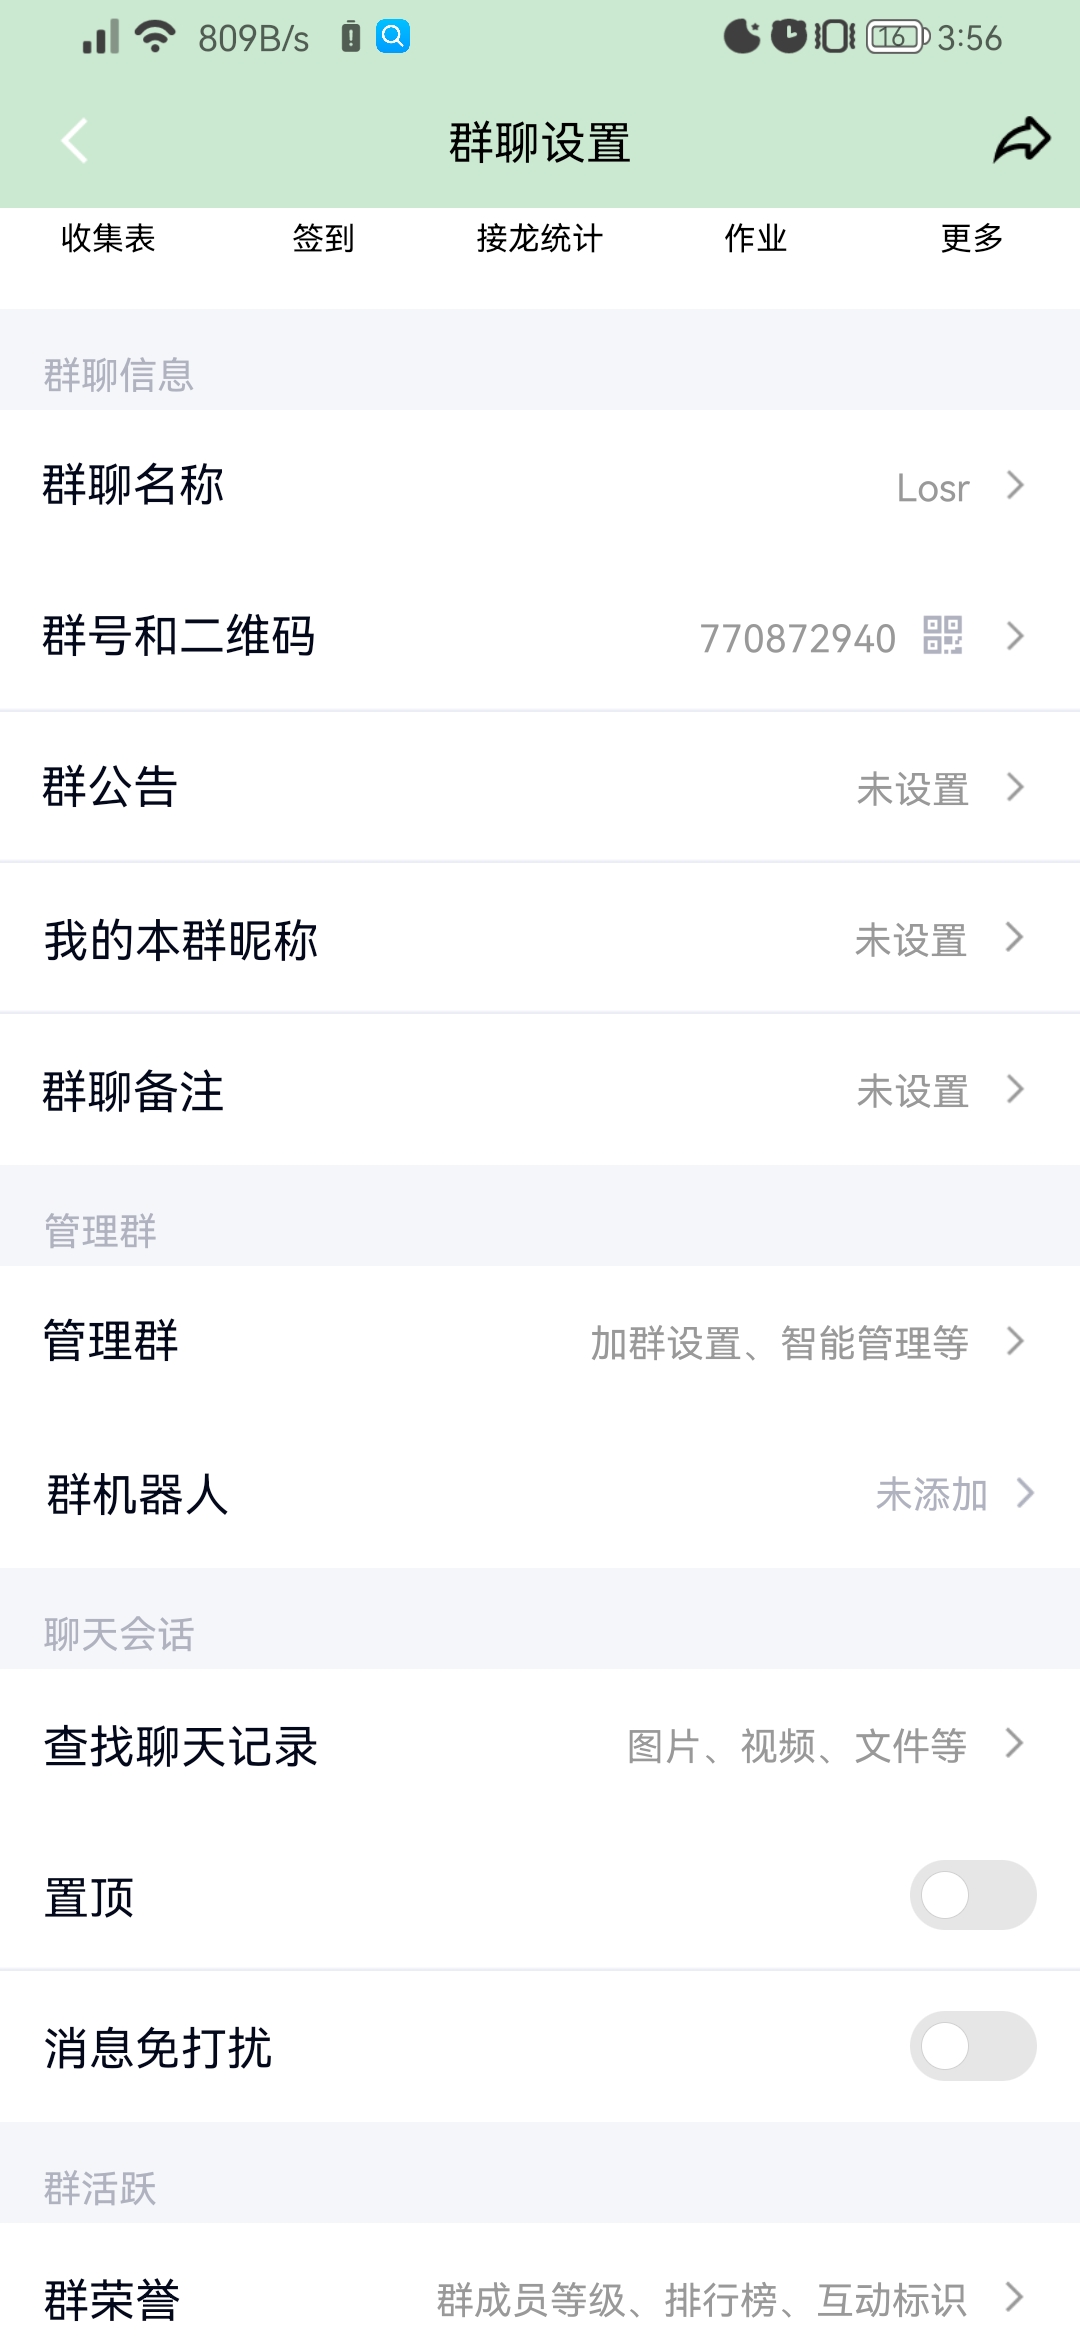 809B/s 16 3:56
群聊设置
收集表 签到 接龙统计 作业 更多
群聊信息
群聊名称 Losr
群号和二维码 770872940
群公告 未设置
我的本群昵称 未设置
群聊备注 未设置
管理群
管理群 加群设置、智能管理等
群机器人 未添加
聊天会话
查找聊天记录 图片、视频、文件等
置顶
消息免打扰
群活跃
群荣誉 群成员等级、排行榜、互动标识